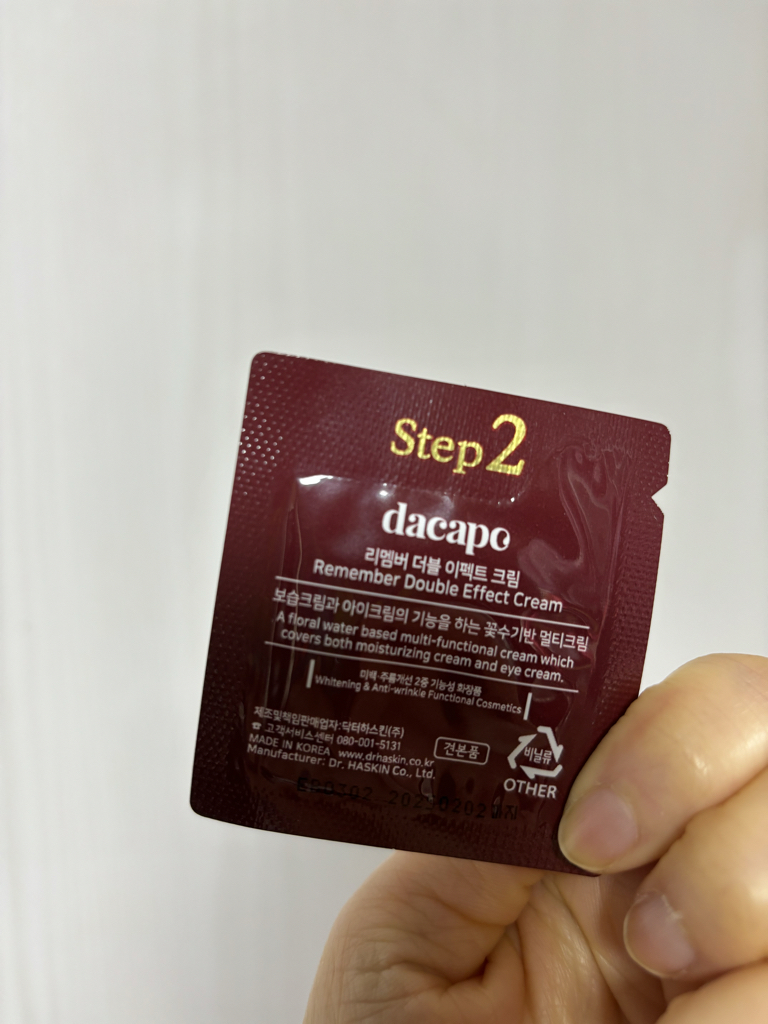 Step 2
dacapo
리멤버 더블 이펙트 크림
Remember Double Effect Cream
보습크림과 아이크림의 기능을 하는 꽃수기반 멀티크림
A floral water based multi-functional cream which
covers both moisturizing cream and eye cream.
미백·주름개선 2중 기능성 화장품
Whitening & Anti-wrinkle Functional Cosmetics
제조및책임판매업자:닥터하스킨(주)
☎ 고객서비스센터 080-001-5131
MADE IN KOREA www.drhaskin.co.kr
Manufacturer: Dr. HASKIN Co., Ltd.
견본품
비닐류
OTHER